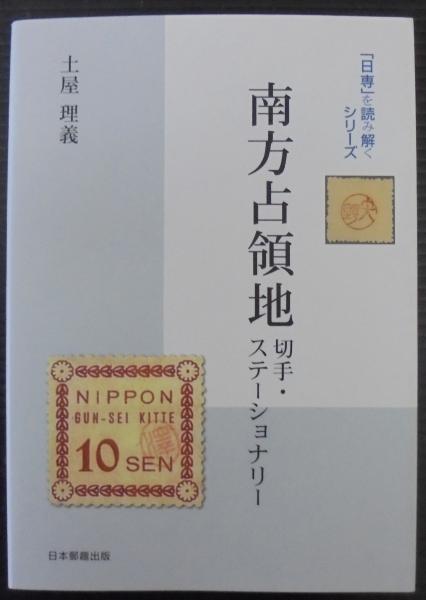 「日専」を読み解く
シリーズ
南方占領地
切手・
ステーショナリー
土屋 理義
NIPPON
GUN-SEI KITTE
10 SEN
日本郵趣出版